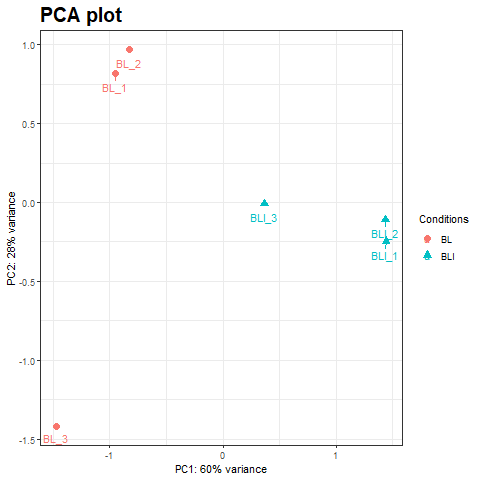 PCA plot
1.0
0.5
0.0
-0.5
-1.0
-1.5
PC2: 28% variance
BL_2
BL_1
BLI_3
BLI_2
BLI_1
BL_3
-1
0
1
PC1: 60% variance
Conditions
BL
BLI